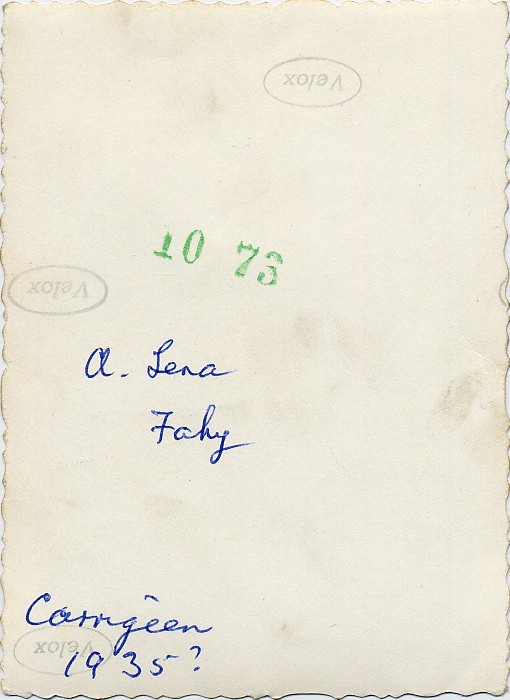 Velox
10 73
Velox
A. Lena
Fahy
Carrigeen
Velox
1935?